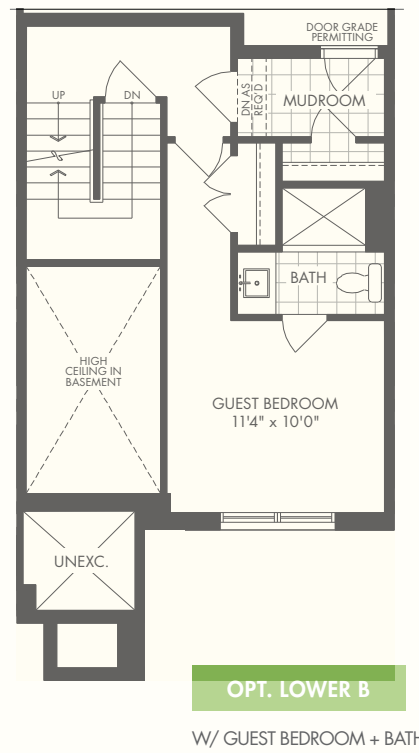 DOOR GRADE
PERMITTING
UP
DN
DN AS
REQ'D
MUDROOM
BATH
HIGH
CEILING IN
BASEMENT
GUEST BEDROOM
11'4" x 10'0"
UNEXC.
OPT. LOWER B
W/ GUEST BEDROOM + BATH